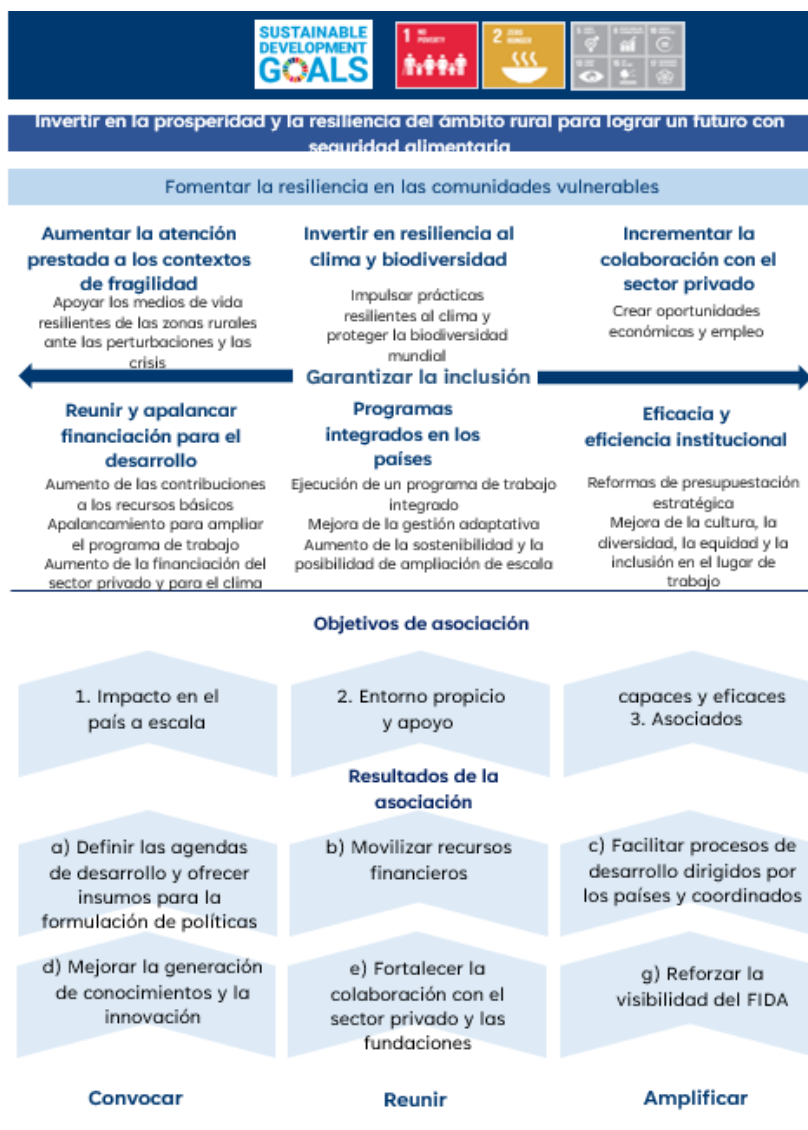 SUSTAINABLE
DEVELOPMENT
GOALS
1 NO
POVERTY
2 ZERO
HUNGER
Invertir en la prosperidad y la resiliencia del ámbito rural para lograr un futuro con
seguridad alimentaria
Fomentar la resiliencia en las comunidades vulnerables
Aumentar la atención
prestada a los contextos
de fragilidad
Apoyar los medios de vida
resilientes de las zonas rurales
ante las perturbaciones y las
crisis
Invertir en resiliencia al
clima y biodiversidad
Impulsar prácticas
resilientes al clima y
proteger la biodiversidad
mundial
Incrementar la
colaboración con el
sector privado
Crear oportunidades
económicas y empleo
Garantizar la inclusión
Reunir y apalancar
financiación para el
desarrollo
Aumento de las contribuciones
a los recursos básicos
Apalancamiento para ampliar
el programa de trabajo
Aumento de la financiación del
sector privado y para el clima
Programas
integrados en los
países
Ejecución de un programa de trabajo
integrado
Mejora de la gestión adaptativa
Aumento de la sostenibilidad y la
posibilidad de ampliación de escala
Eficacia y
eficiencia institucional
Reformas de presupuestación
estratégica
Mejora de la cultura, la
diversidad, la equidad y la
inclusión en el lugar de
trabajo
Objetivos de asociación
1. Impacto en el
país a escala
2. Entorno propicio
y apoyo
capaces y eficaces
3. Asociados
Resultados de la
asociación
a) Definir las agendas
de desarrollo y ofrecer
insumos para la
formulación de políticas
b) Movilizar recursos
financieros
c) Facilitar procesos de
desarrollo dirigidos por
los países y coordinados
d) Mejorar la generación
de conocimientos y la
innovación
e) Fortalecer la
colaboración con el
sector privado y las
fundaciones
g) Reforzar la
visibilidad del FIDA
Convocar
Reunir
Amplificar